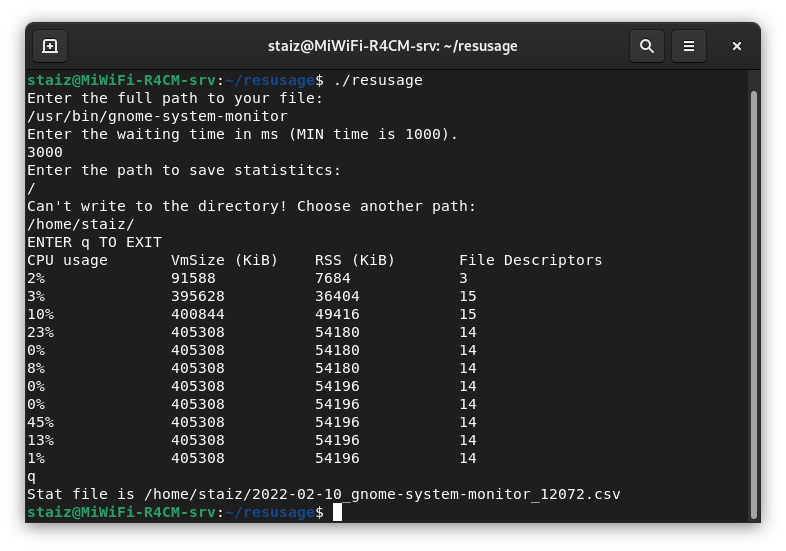 staiz@MiWiFi-R4CM-srv: ~/resusage
staiz@MiWiFi-R4CM-srv:~/resusage$ ./resusage
Enter the full path to your file:
/usr/bin/gnome-system-monitor
Enter the waiting time in ms (MIN time is 1000).
3000
Enter the path to save statistitcs:
/
Can't write to the directory! Choose another path:
/home/staiz/
ENTER q TO EXIT
CPU usage       VmSize (KiB)    RSS (KiB)       File Descriptors
2%              91588           7684            3
3%              395628          36404           15
10%             400844          49416           15
23%             405308          54180           14
0%              405308          54180           14
8%              405308          54180           14
0%              405308          54196           14
0%              405308          54196           14
45%             405308          54196           14
13%             405308          54196           14
1%              405308          54196           14
q
Stat file is /home/staiz/2022-02-10_gnome-system-monitor_12072.csv
staiz@MiWiFi-R4CM-srv:~/resusage$